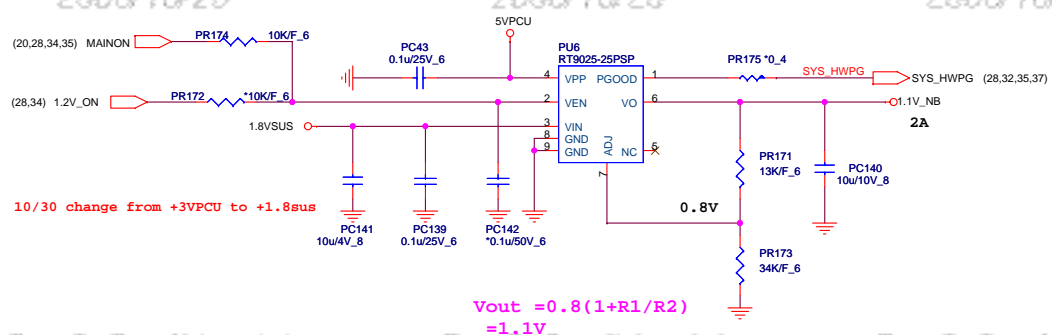 5VPCU
(20,28,34,35) MAINON
PR174
10K/F_6
PC43
0.1u/25V_6
PU6
RT9025-25PSP
4 VPP PGOOD 1
PR175 *0_4
SYS_HWPG
SYS_HWPG (28,32,35,37)
(28,34) 1.2V_ON
PR172
*10K/F_6
2 VEN VO 6
1.1V_NB
2A
1.8VSUS
3 VIN
8 GND
9 GND
ADJ
NC 5
7
PR171
13K/F_6
PC140
10u/10V_8
10/30 change from +3VPCU to +1.8sus
0.8V
PC141
10u/4V_8
PC139
0.1u/25V_6
PC142
*0.1u/50V_6
PR173
34K/F_6
Vout =0.8(1+R1/R2)
=1.1V